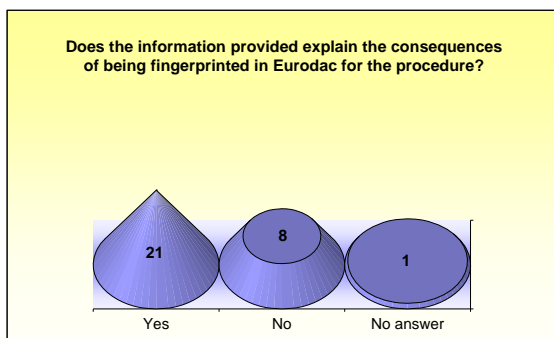 Does the information provided explain the consequences
of being fingerprinted in Eurodac for the procedure?
21
8
1
Yes
No
No answer